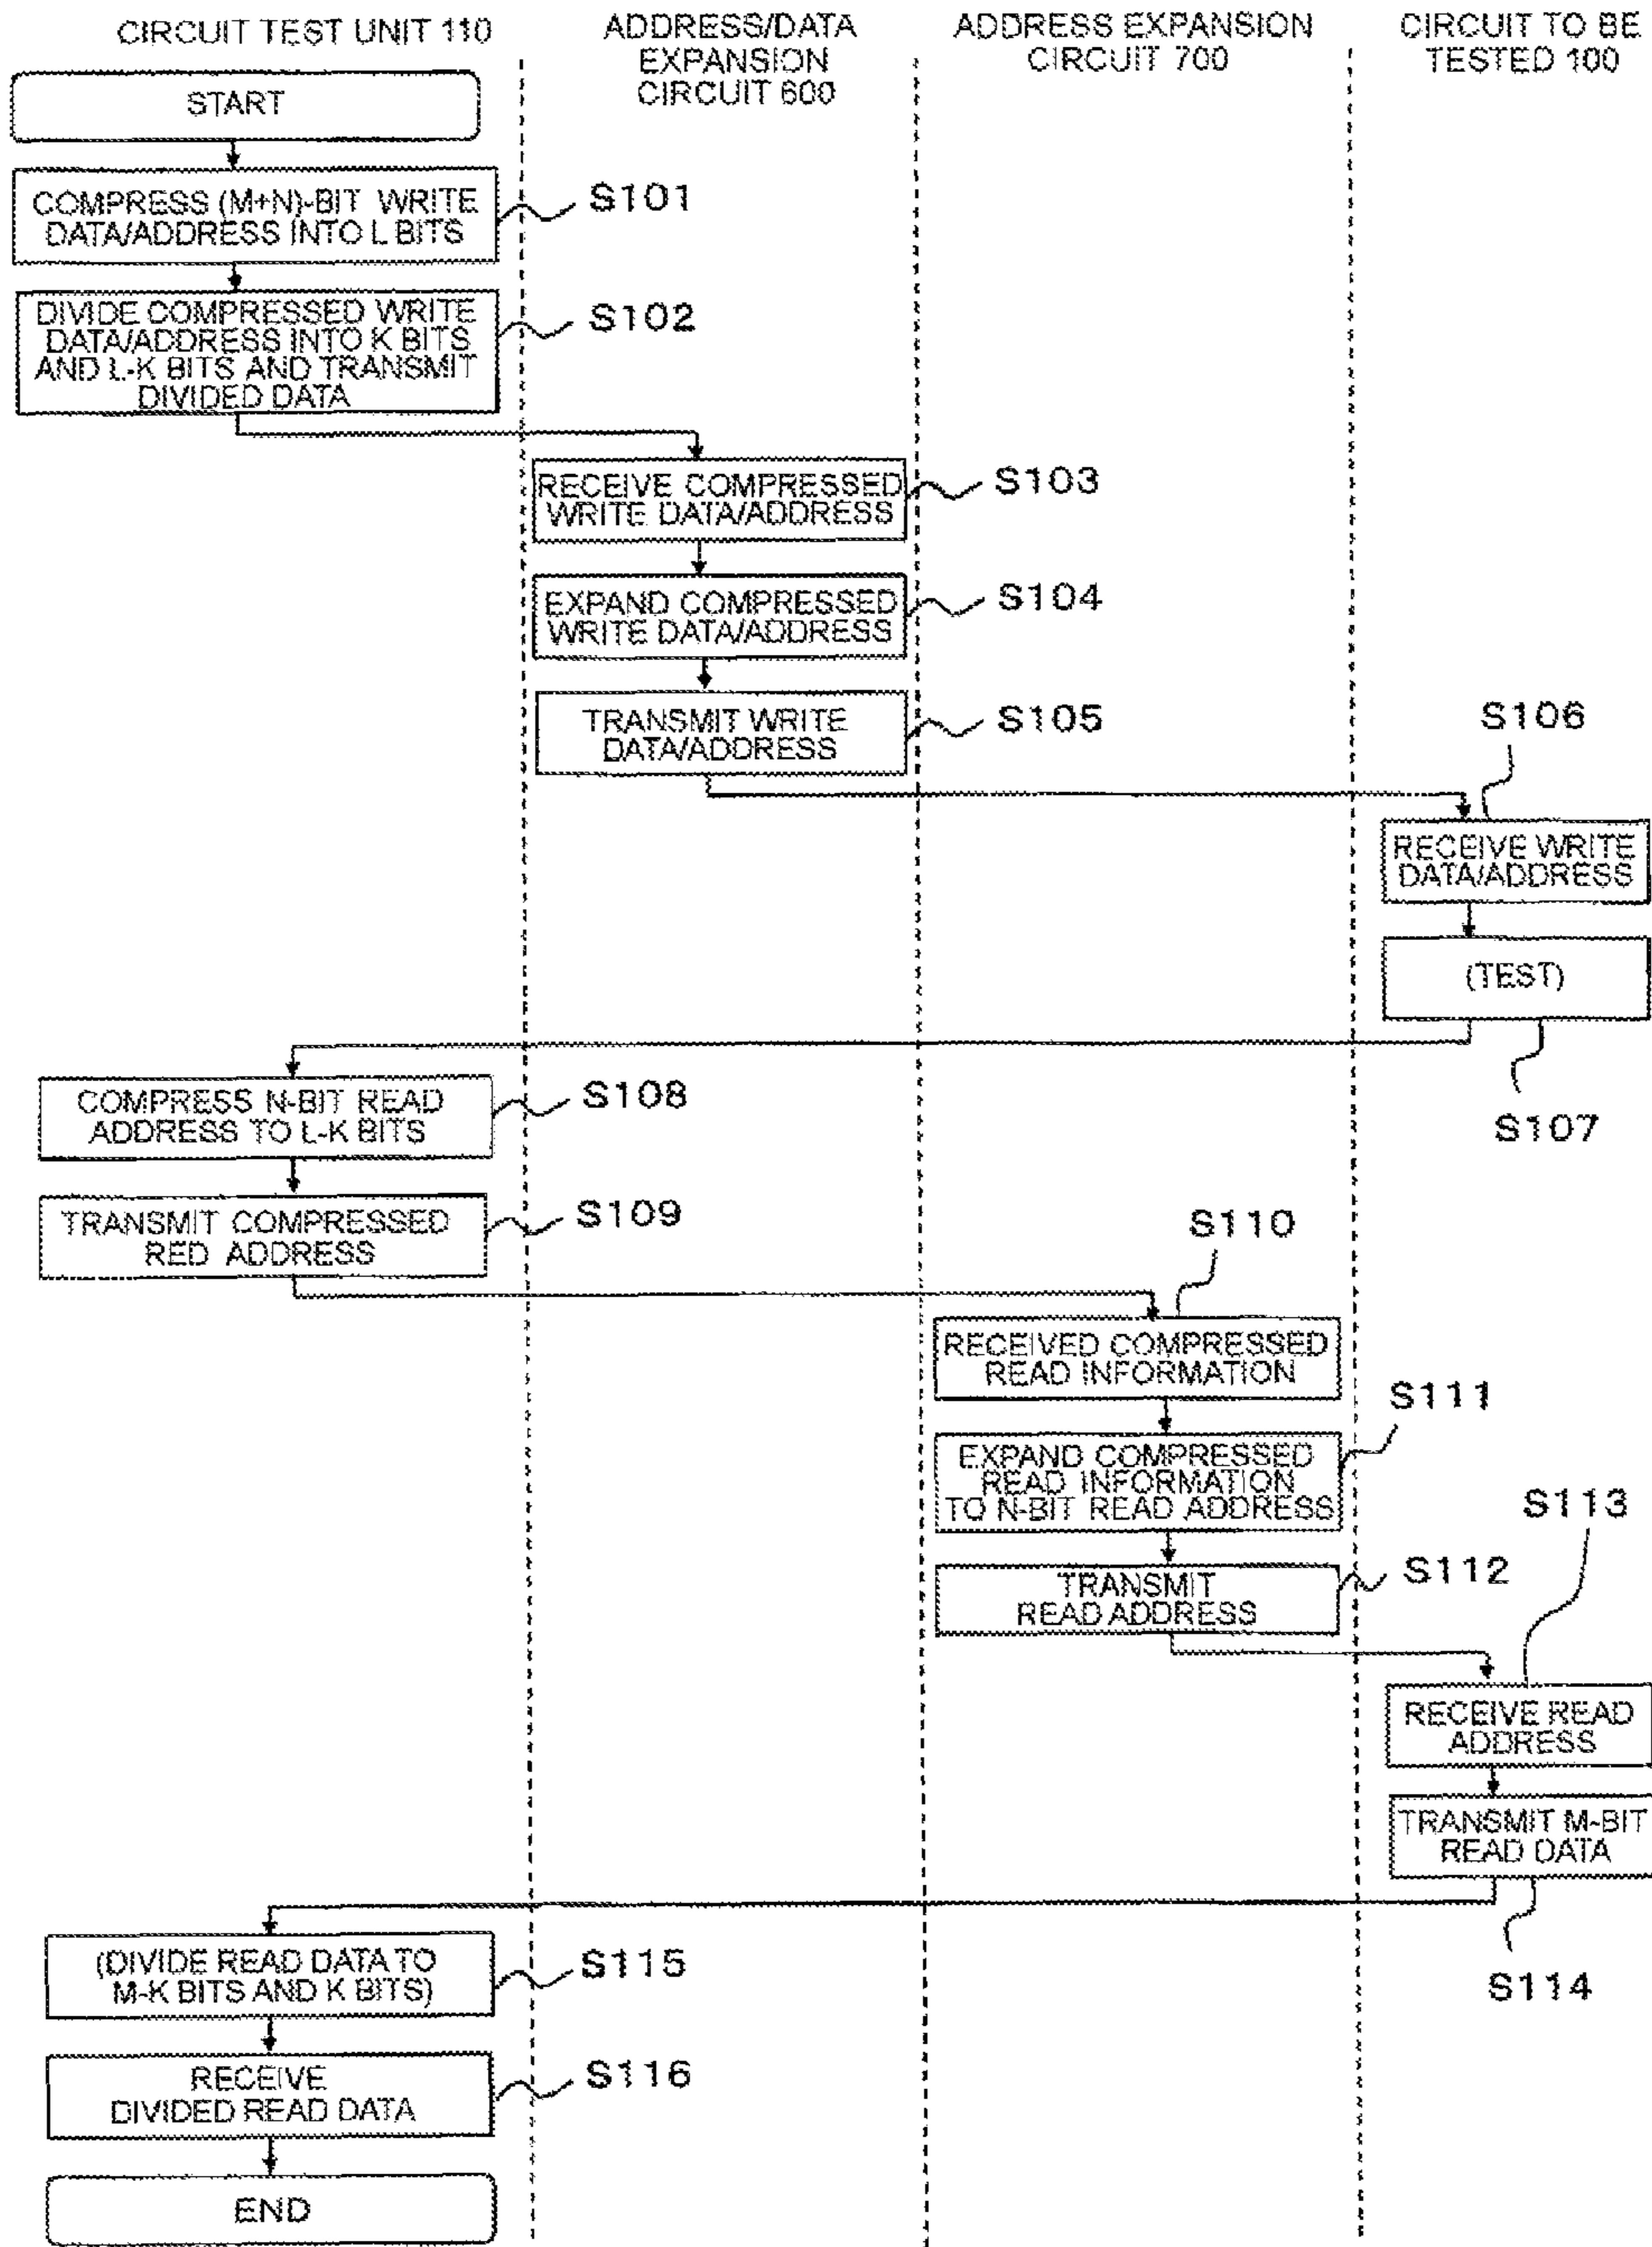 CIRCUIT TEST UNIT 110
ADDRESS/DATA
EXPANSION
CIRCUIT 600
ADDRESS EXPANSION
CIRCUIT 700
CIRCUIT TO BE
TESTED 100
START
COMPRESS (M+N)-BIT WRITE
DATA/ADDRESS INTO L BITS
S101
DIVIDE COMPRESSED WRITE
DATA/ADDRESS INTO K BITS
AND L-K BITS AND TRANSMIT
DIVIDED DATA
S102
RECEIVE COMPRESSED
WRITE DATA/ADDRESS
S103
EXPAND COMPRESSED
WRITE DATA/ADDRESS
S104
TRANSMIT WRITE
DATA/ADDRESS
S105
S106
RECEIVE WRITE
DATA/ADDRESS
(TEST)
S107
COMPRESS N-BIT READ
ADDRESS TO L-K BITS
S108
TRANSMIT COMPRESSED
RED ADDRESS
S109
S110
RECEIVED COMPRESSED
READ INFORMATION
S111
EXPAND COMPRESSED
READ INFORMATION
TO N-BIT READ ADDRESS
S112
TRANSMIT
READ ADDRESS
S113
RECEIVE READ
ADDRESS
TRANSMIT M-BIT
READ DATA
S114
(DIVIDE READ DATA TO
M-K BITS AND K BITS)
S115
RECEIVE
DIVIDED READ DATA
S116
END